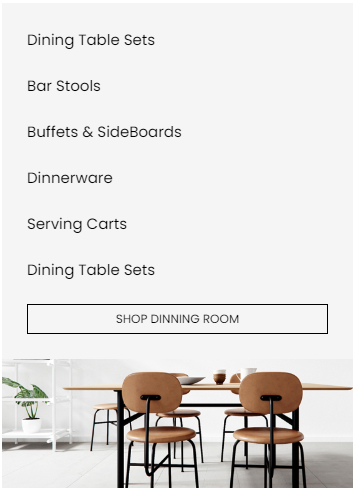 Dining Table Sets
Bar Stools
Buffets & SideBoards
Dinnerware
Serving Carts
Dining Table Sets
SHOP DINNING ROOM